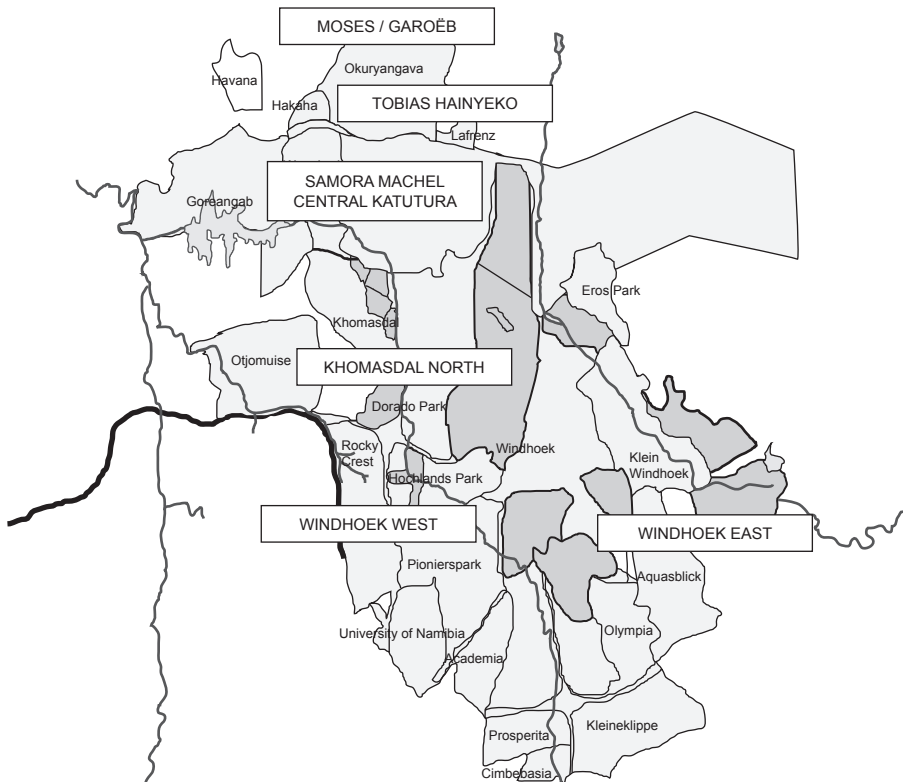 MOSES / GAROËB
Okuryangava
Havana
Hakaha
TOBIAS HAINYEKO
Lafrenz
SAMORA MACHEL
CENTRAL KATUTURA
Goreangab
Eros Park
Khomasdal
Otjomuise
KHOMASDAL NORTH
Dorado Park
Rocky
Crest
Windhoek
Klein
Windhoek
Hochlands Park
WINDHOEK WEST
WINDHOEK EAST
Pionierspark
Aquasblick
University of Namibia
Olympia
Academia
Kleineklippe
Prosperita
Cimbebasia